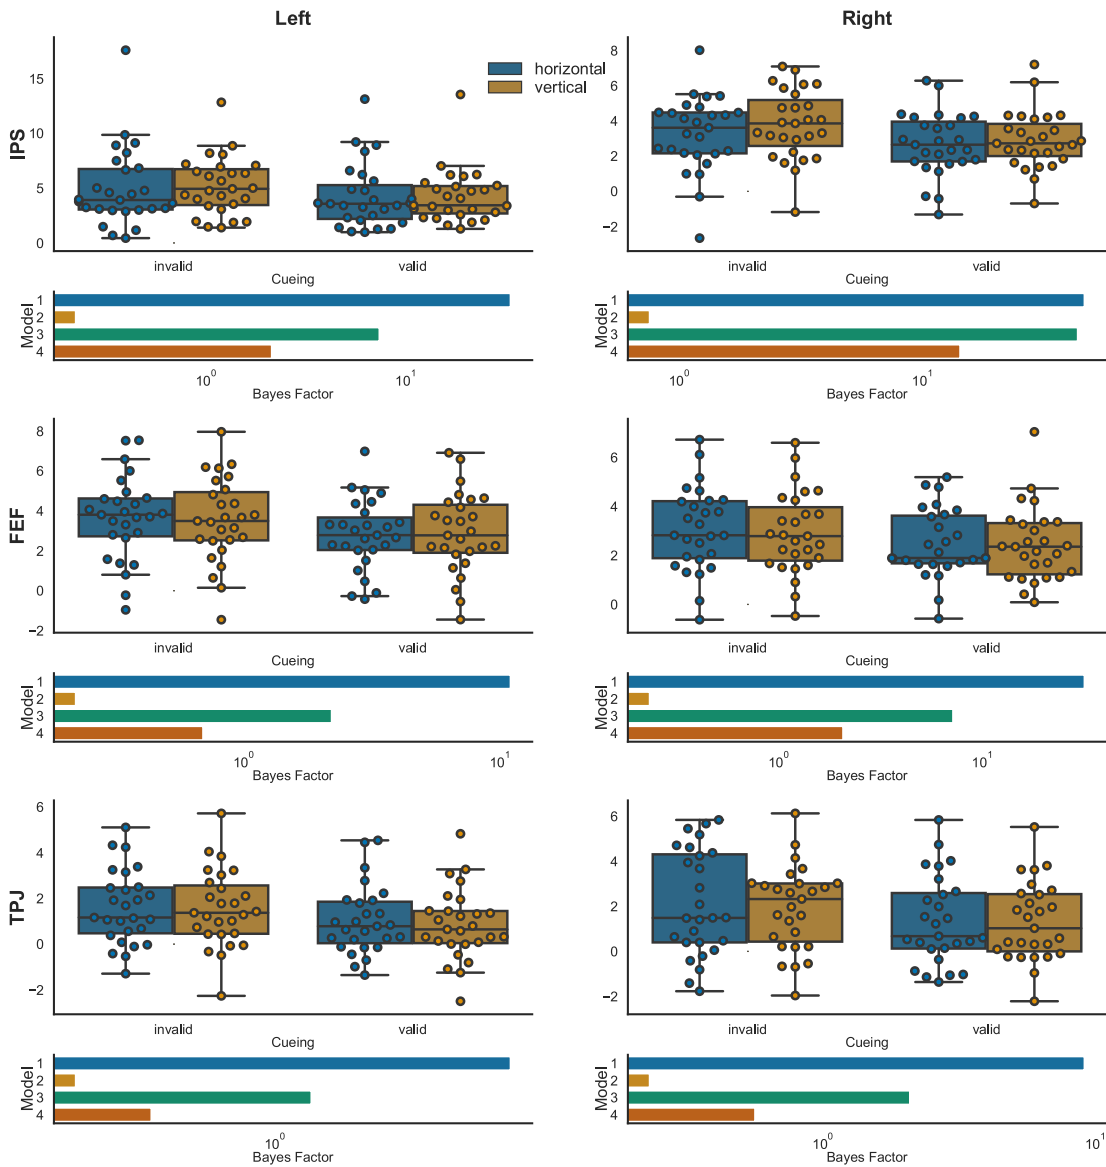 Left Right
IPS
15
10
5
0
horizontal
vertical
invalid valid
Cueing
8
6
4
2
0
−2
invalid valid
Cueing
Model
1
2
3
4
10^0 10^1
Bayes Factor
Model
1
2
3
4
10^0 10^1
Bayes Factor
FEF
8
6
4
2
0
−2
invalid valid
Cueing
6
4
2
0
invalid valid
Cueing
Model
1
2
3
4
10^0 10^1
Bayes Factor
Model
1
2
3
4
10^0 10^1
Bayes Factor
TPJ
6
4
2
0
−2
invalid valid
Cueing
6
4
2
0
−2
invalid valid
Cueing
Model
1
2
3
4
10^0
Bayes Factor
Model
1
2
3
4
10^0 10^1
Bayes Factor